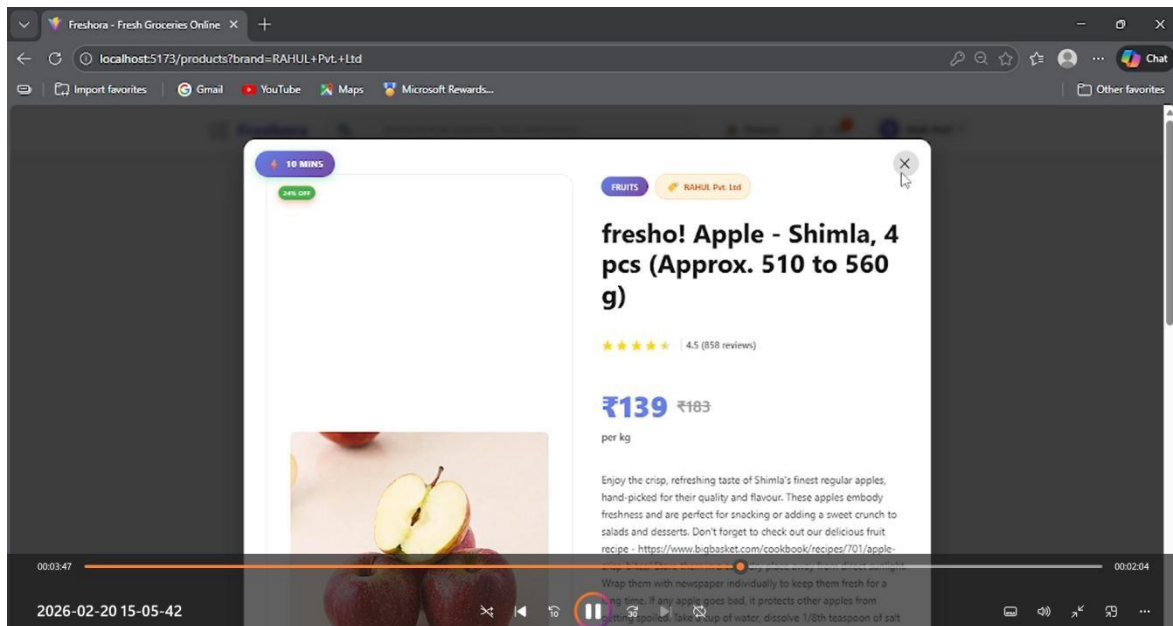 Freshora - Fresh Groceries Online
localhost:5173/products?brand=RAHUL+Pvt.+Ltd
Chat
Import favorites
Gmail
YouTube
Maps
Microsoft Rewards...
Other favorites
Freshora
10 MINS
24% OFF
FRUITS
RAHUL Pvt. Ltd
fresho! Apple - Shimla, 4
pcs (Approx. 510 to 560
g)
4.5 (858 reviews)
₹139 ₹183
per kg
Enjoy the crisp, refreshing taste of Shimla's finest regular apples,
hand-picked for their quality and flavour. These apples embody
freshness and are perfect for snacking or adding a sweet crunch to
salads and desserts. Don't forget to check out our delicious fruit
recipe - https://www.bigbasket.com/cookbook/recipes/701/apple-
Wrap them with newspaper individually to keep them fresh for a
time. If any apple goes bad, it protects other apples from
getting spoiled. Take a cup of water, dissolve 1/8th teaspoon of salt
00:03:47
00:02:04
2026-02-20 15-05-42
10
30